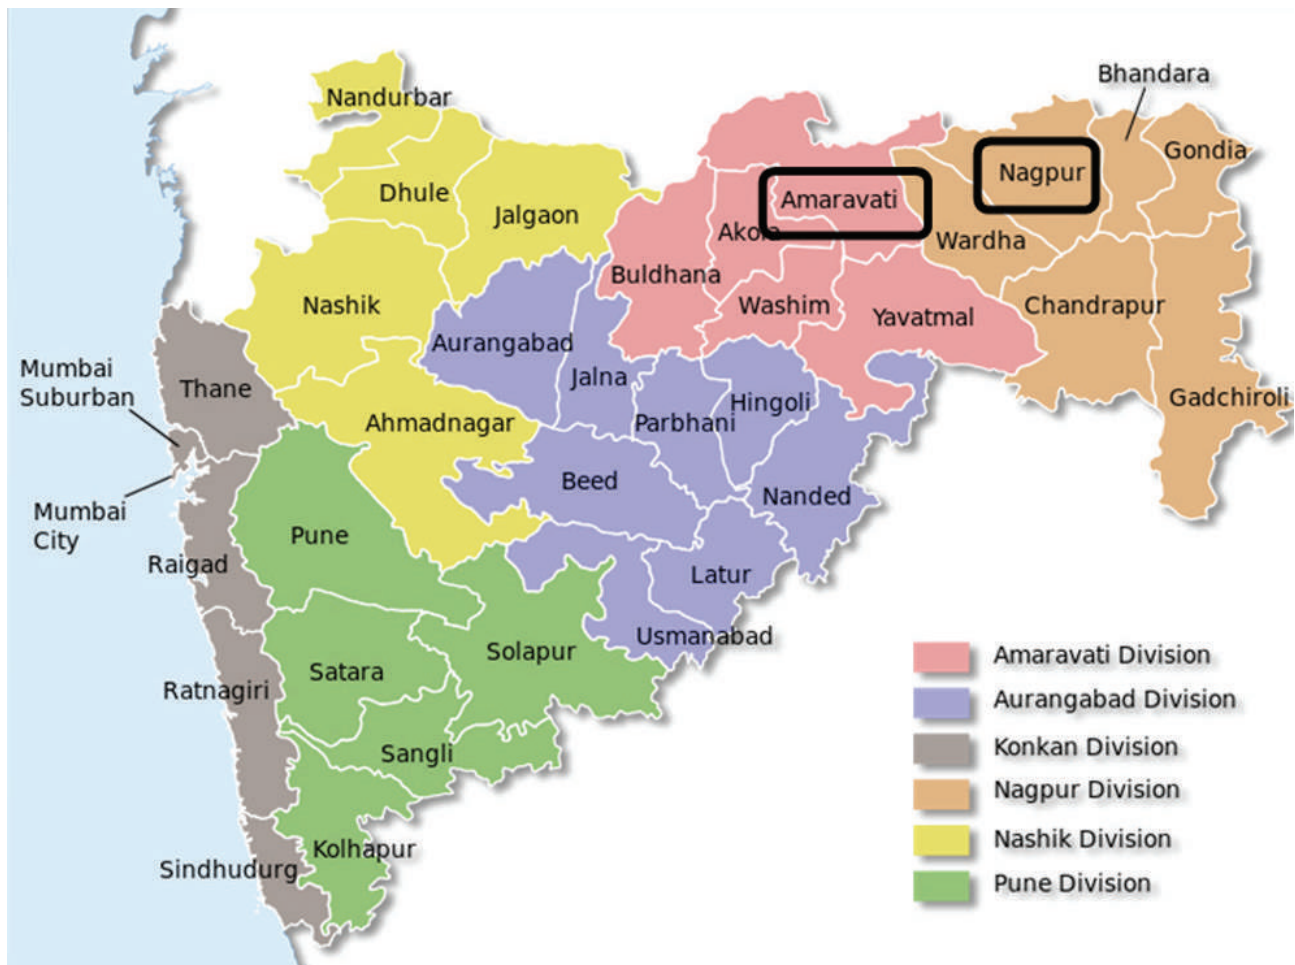 Bhandara
Nandurbar
Gondia
Nagpur
Dhule
Amaravati
Jalgaon
Akola
Wardha
Buldhana
Nashik
Washim
Yavatmal
Chandrapur
Aurangabad
Mumbai
Suburban
Thane
Jalna
Gadchiroli
Hingoli
Ahmadnagar
Parbhani
Beed
Nanded
Mumbai
City
Pune
Raigad
Latur
Usmanabad
Solapur
Satara
Ratnagiri
Sangli
Kolhapur
Sindhudurg
Amaravati Division
Aurangabad Division
Konkan Division
Nagpur Division
Nashik Division
Pune Division